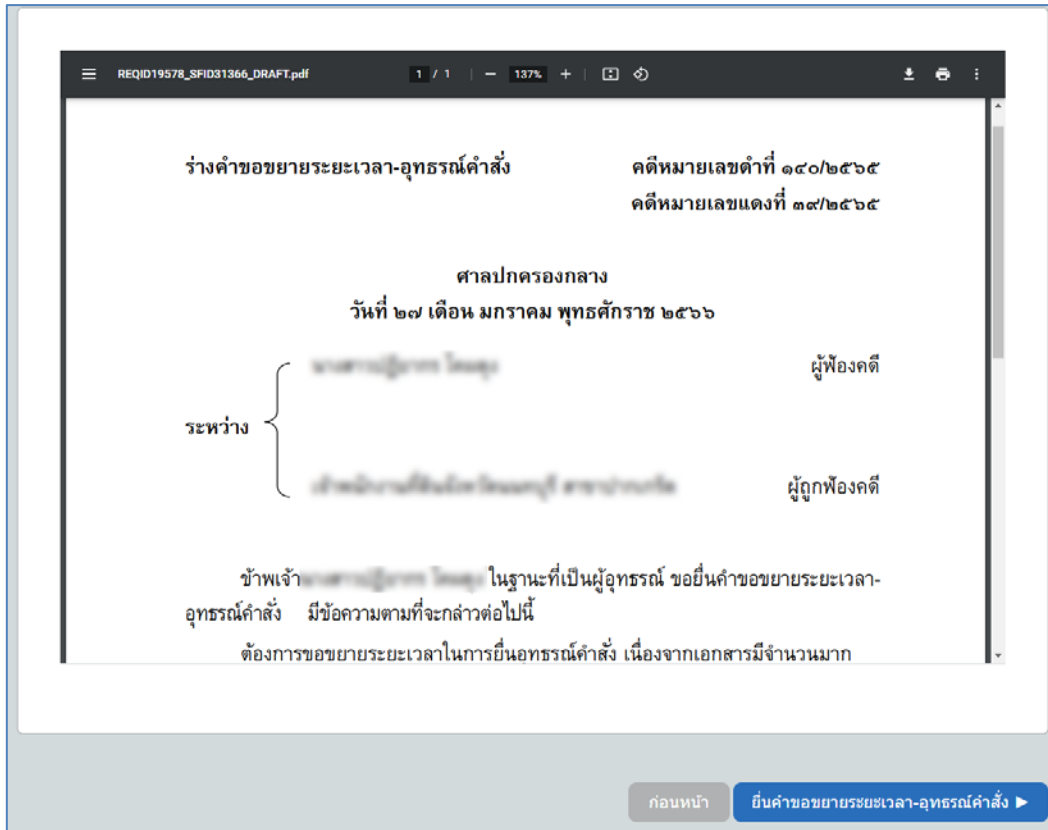 REQID19578_SFID31366_DRAFT.pdf 1 / 1 | − 137% + |
ร่างคำขอขยายระยะเวลา-อุทธรณ์คำสั่ง คดีหมายเลขดำที่ ๑๔๐/๒๕๖๕
คดีหมายเลขแดงที่ ๓๙/๒๕๖๕
ศาลปกครองกลาง
วันที่ ๒๗ เดือน มกราคม พุทธศักราช ๒๕๖๖
ผู้ฟ้องคดี
ระหว่าง
ผู้ถูกฟ้องคดี
ข้าพเจ้า ในฐานะที่เป็นผู้อุทธรณ์ ขอยื่นคำขอขยายระยะเวลา-
อุทธรณ์คำสั่ง มีข้อความตามที่จะกล่าวต่อไปนี้
ต้องการขอขยายระยะเวลาในการยื่นอุทธรณ์คำสั่ง เนื่องจากเอกสารมีจำนวนมาก
ก่อนหน้า ยื่นคำขอขยายระยะเวลา-อุทธรณ์คำสั่ง ▶